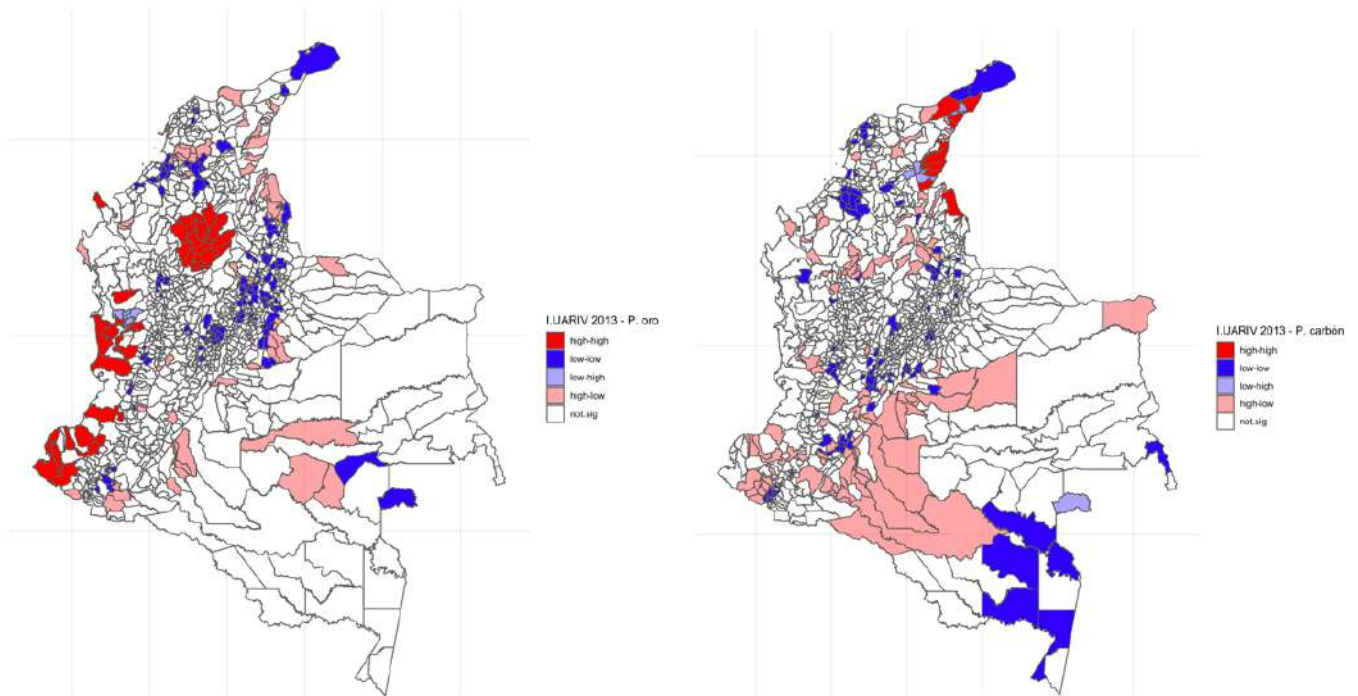 I.UARIV 2013 - P. oro
high-high
low-low
low-high
high-low
not.sig
I.UARIV 2013 - P. carbón
high-high
low-low
low-high
high-low
not.sig